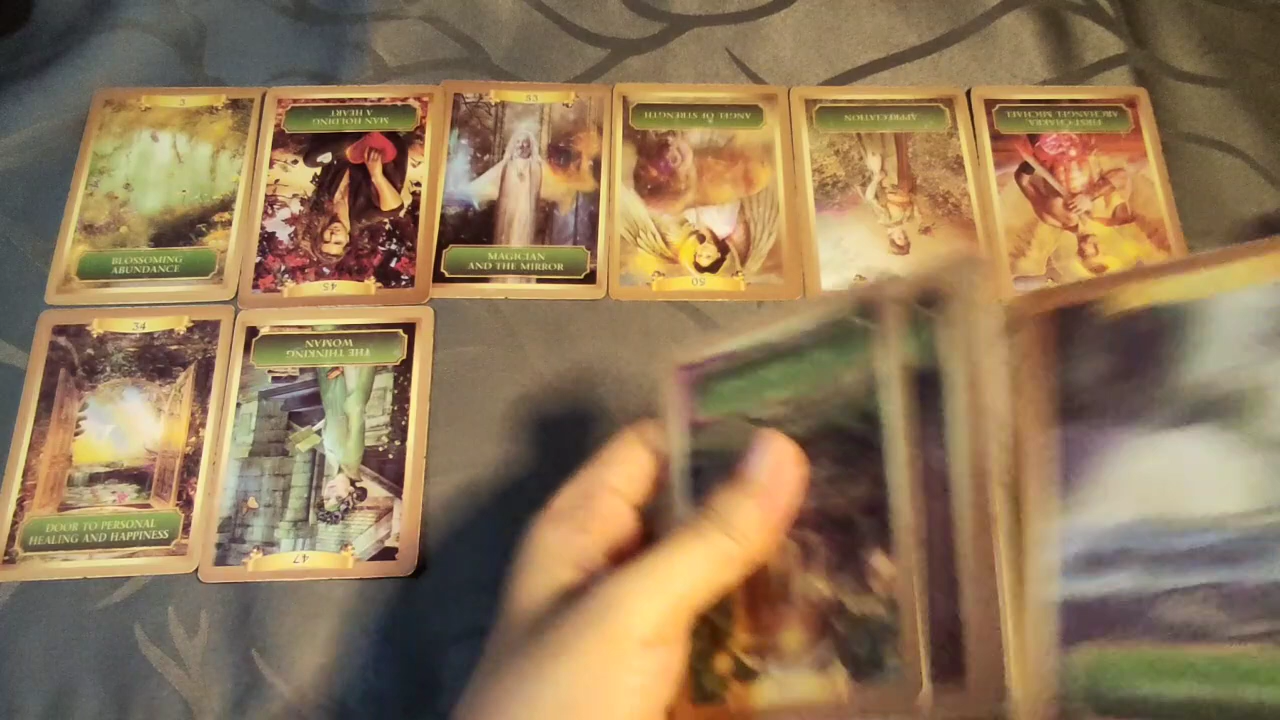 3
BLOSSOMING
ABUNDANCE
MAN HOLDING
A HEART
45
33
MAGICIAN
AND THE MIRROR
ANGEL OF STRENGTH
50
APPRECIATION
FIRST CHAKRA
ARCHANGEL MICHAEL
34
DOOR TO PERSONAL
HEALING AND HAPPINESS
THE THINKING
WOMAN
47